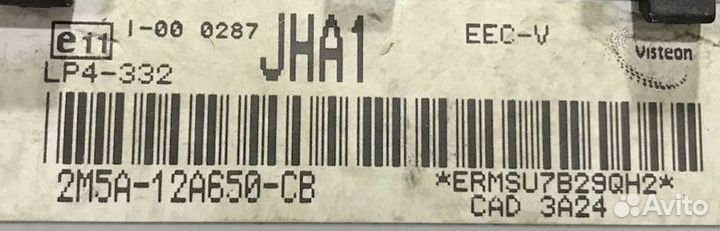 e11 I-00 0287 JHA1 EEC-V Visteon
LP4-332
2M5A-12A650-CB *ERMSU7B29QH2*
CAD 3A24
Avito